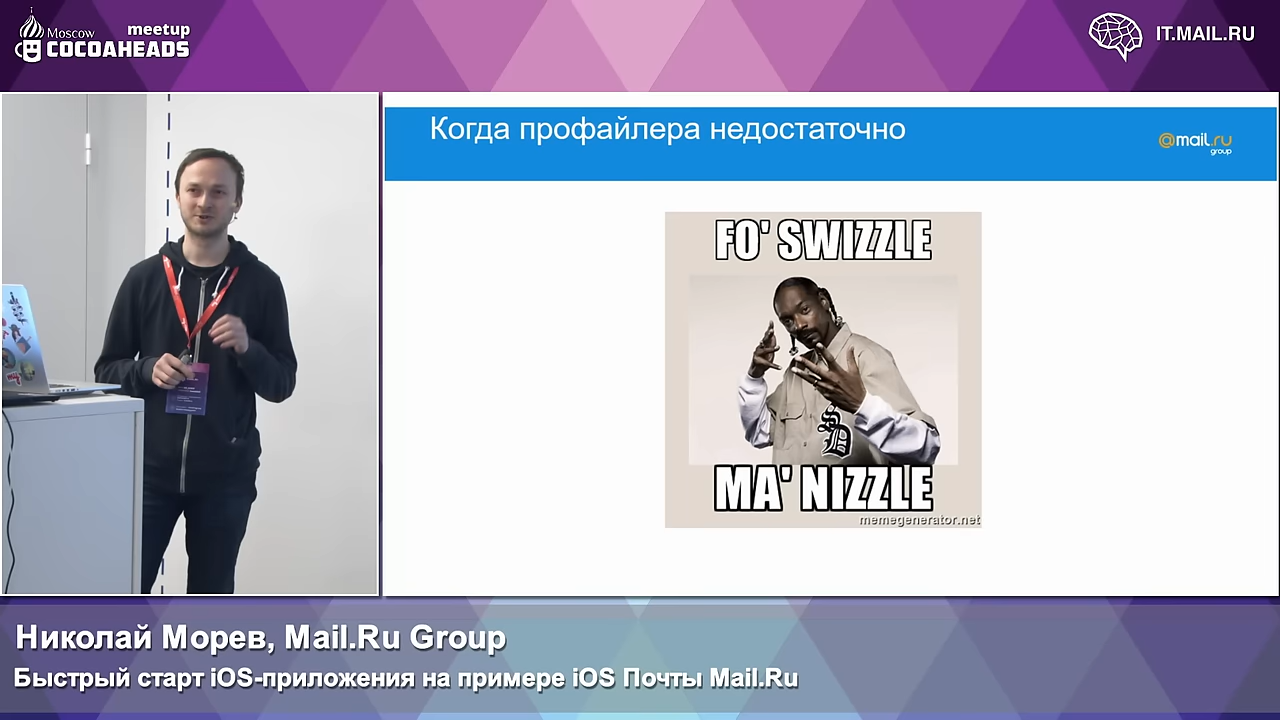 Moscow meetup
COCOAHEADS
IT.MAIL.RU
Когда профайлера недостаточно
@mail.ru
group
FO' SWIZZLE
SD
MA' NIZZLE
memegenerator.net
Николай Морев, Mail.Ru Group
Быстрый старт iOS-приложения на примере iOS Почты Mail.Ru